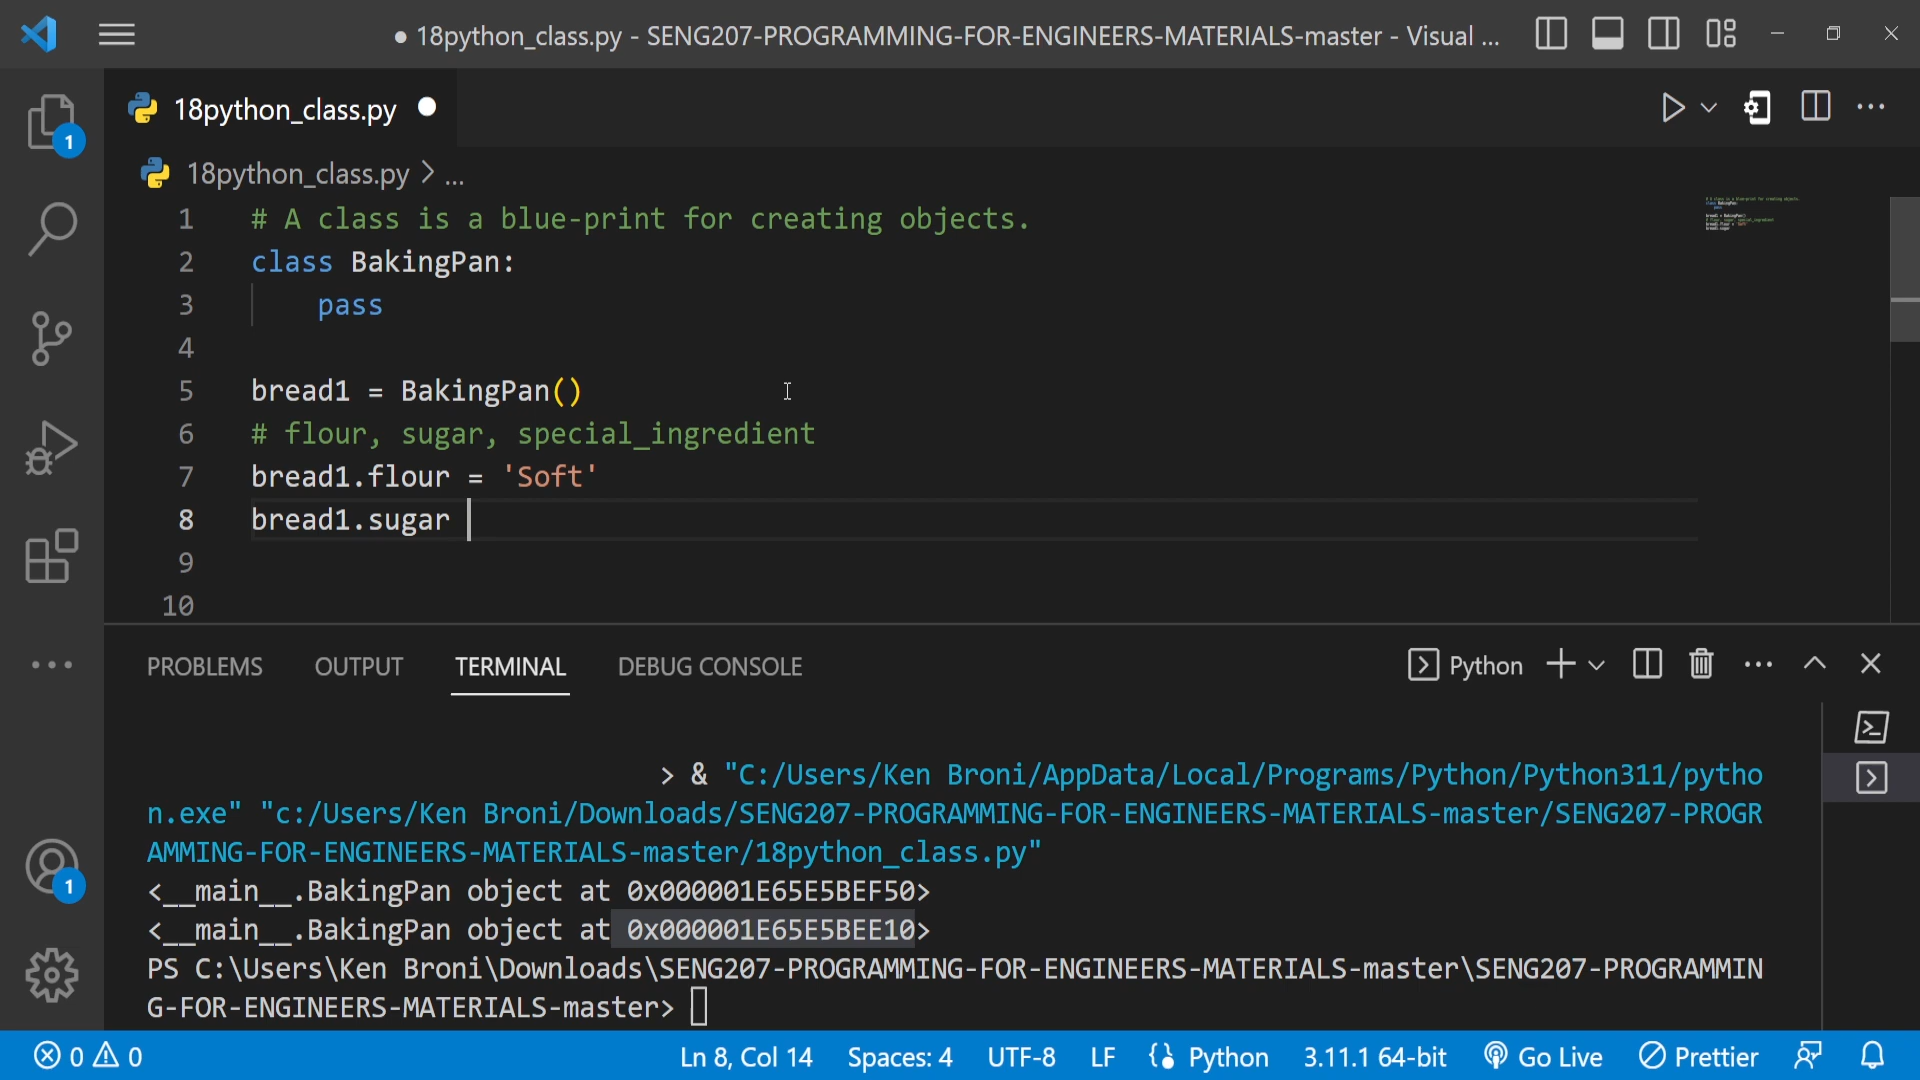 ● 18python_class.py - SENG207-PROGRAMMING-FOR-ENGINEERS-MATERIALS-master - Visual ...
18python_class.py ●
18python_class.py > ...
1 # A class is a blue-print for creating objects.
2 class BakingPan:
3     pass
4
5 bread1 = BakingPan()
6 # flour, sugar, special_ingredient
7 bread1.flour = 'Soft'
8 bread1.sugar
9
10
1
PROBLEMS OUTPUT TERMINAL DEBUG CONSOLE Python
> & "C:/Users/Ken Broni/AppData/Local/Programs/Python/Python311/pytho
n.exe" "c:/Users/Ken Broni/Downloads/SENG207-PROGRAMMING-FOR-ENGINEERS-MATERIALS-master/SENG207-PROGR
AMMING-FOR-ENGINEERS-MATERIALS-master/18python_class.py"
<__main__.BakingPan object at 0x000001E65E5BEF50>
<__main__.BakingPan object at 0x000001E65E5BEE10>
PS C:\Users\Ken Broni\Downloads\SENG207-PROGRAMMING-FOR-ENGINEERS-MATERIALS-master\SENG207-PROGRAMMIN
G-FOR-ENGINEERS-MATERIALS-master>
1
0 0 Ln 8, Col 14 Spaces: 4 UTF-8 LF Python 3.11.1 64-bit Go Live Prettier